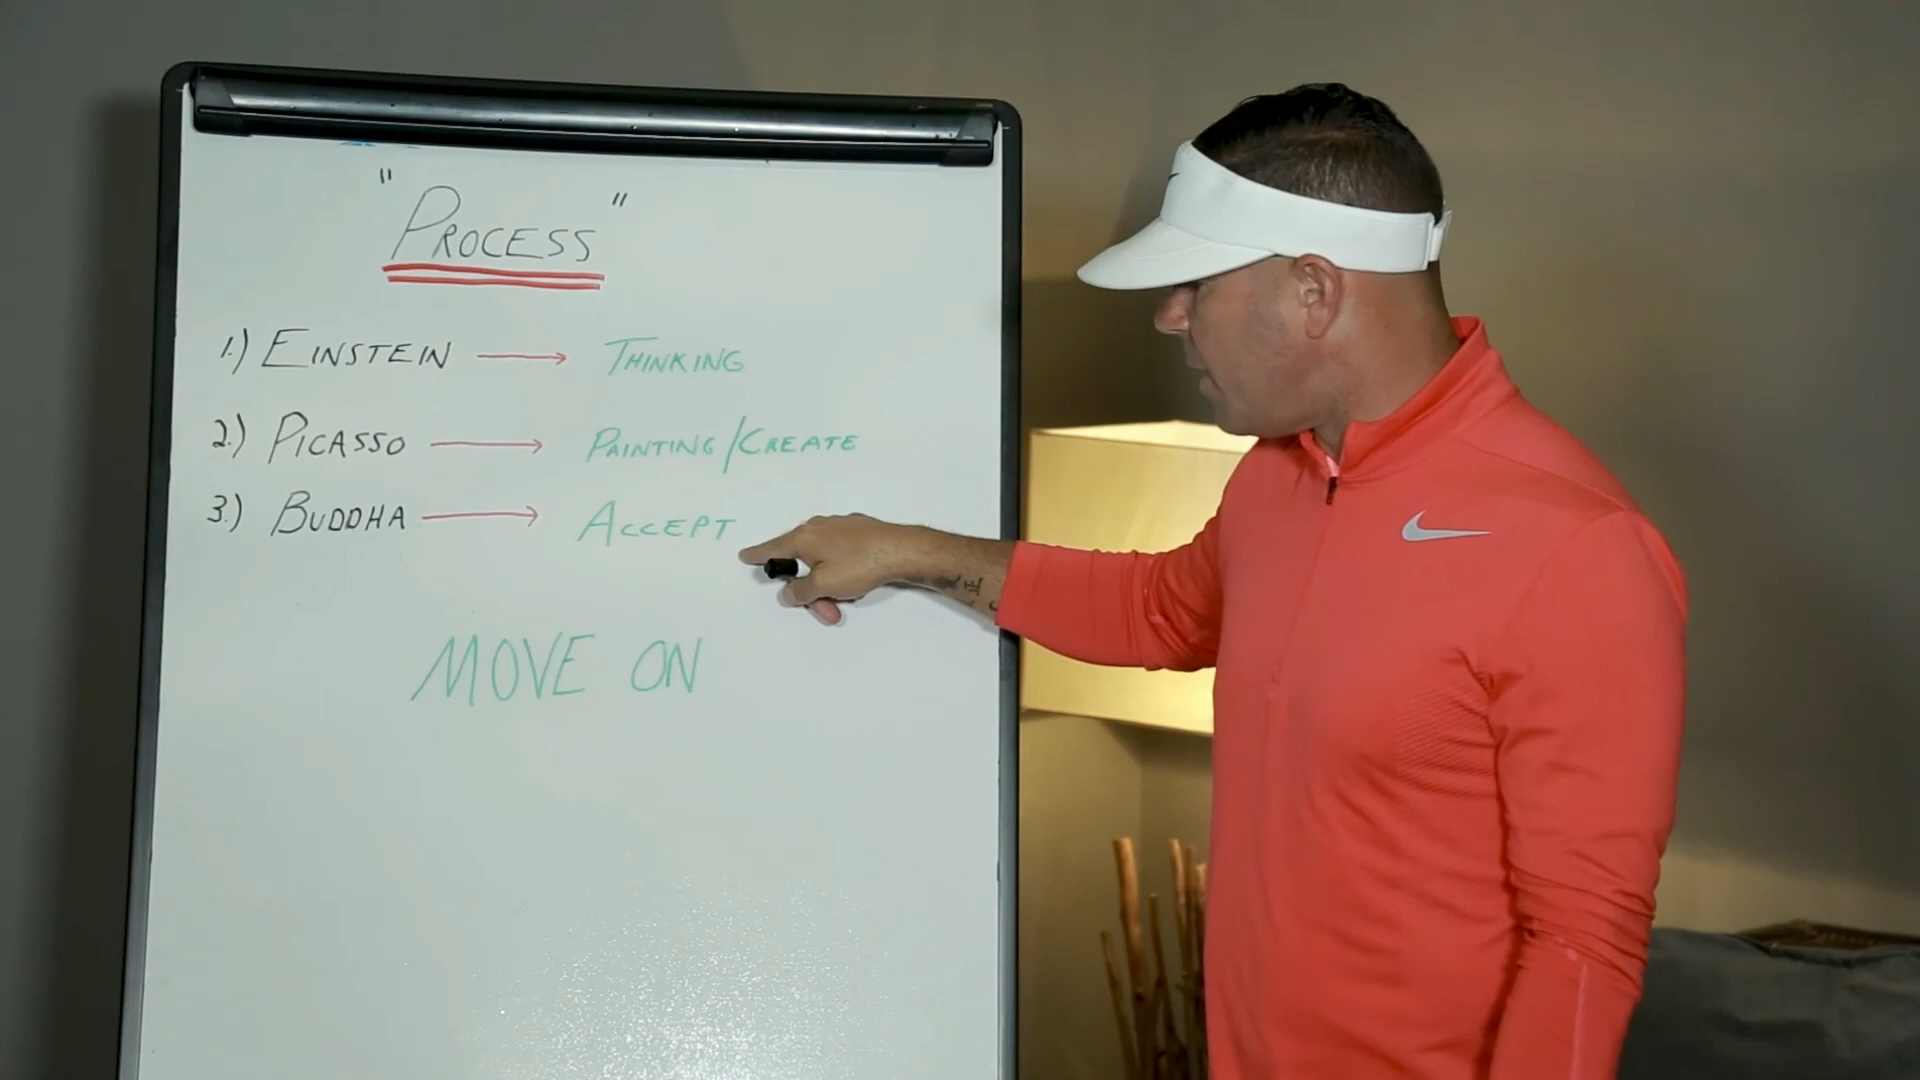 "PROCESS"
1.) EINSTEIN → THINKING
2.) PICASSO → PAINTING/CREATE
3.) BUDDHA → ACCEPT
MOVE ON